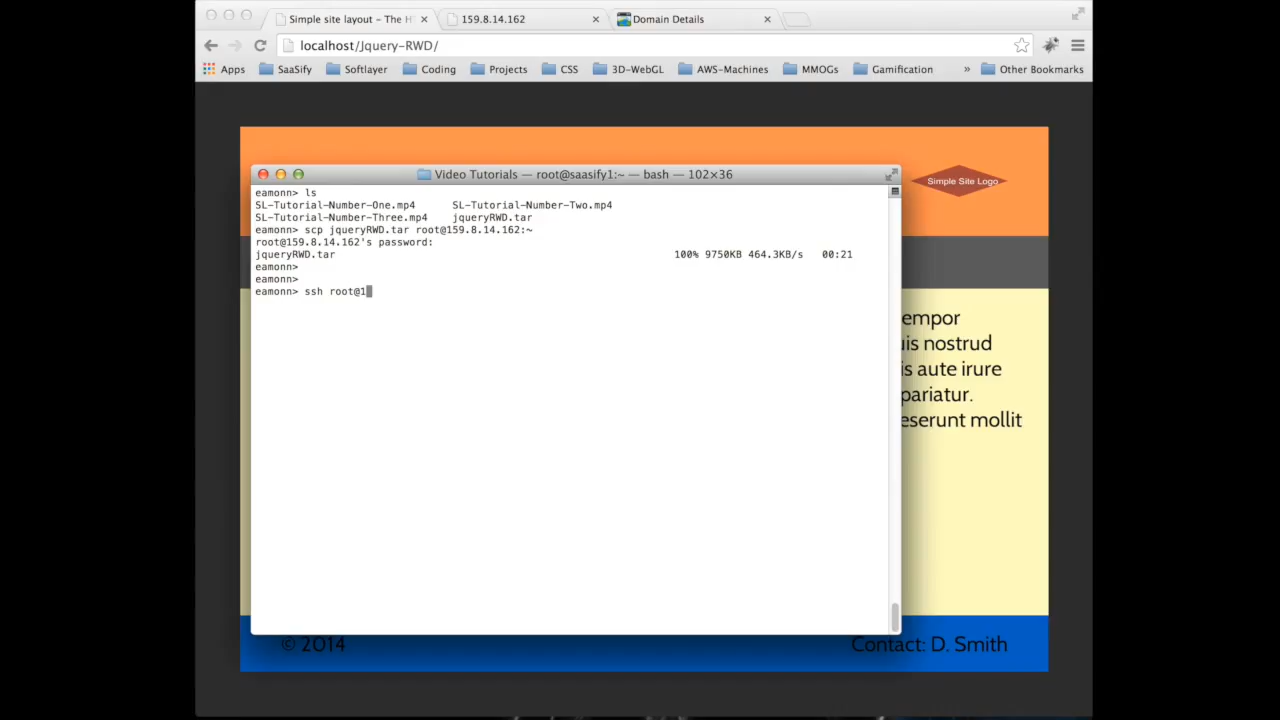 Simple site layout – The H
159.8.14.162
Domain Details
localhost/Jquery-RWD/
Apps SaaSify Softlayer Coding Projects CSS 3D-WebGL AWS-Machines MMOGs Gamification » Other Bookmarks
Simple Site Logo
Video Tutorials — root@saasify1:~ — bash — 102×36
eamonn> ls
SL-Tutorial-Number-One.mp4 SL-Tutorial-Number-Two.mp4
SL-Tutorial-Number-Three.mp4 jqueryRWD.tar
eamonn> scp jqueryRWD.tar root@159.8.14.162:~
root@159.8.14.162's password:
jqueryRWD.tar 100% 9750KB 464.3KB/s 00:21
eamonn>
eamonn>
eamonn> ssh root@1
empor
uis nostrud
is aute irure
pariatur.
eserunt mollit
© 2014
Contact: D. Smith